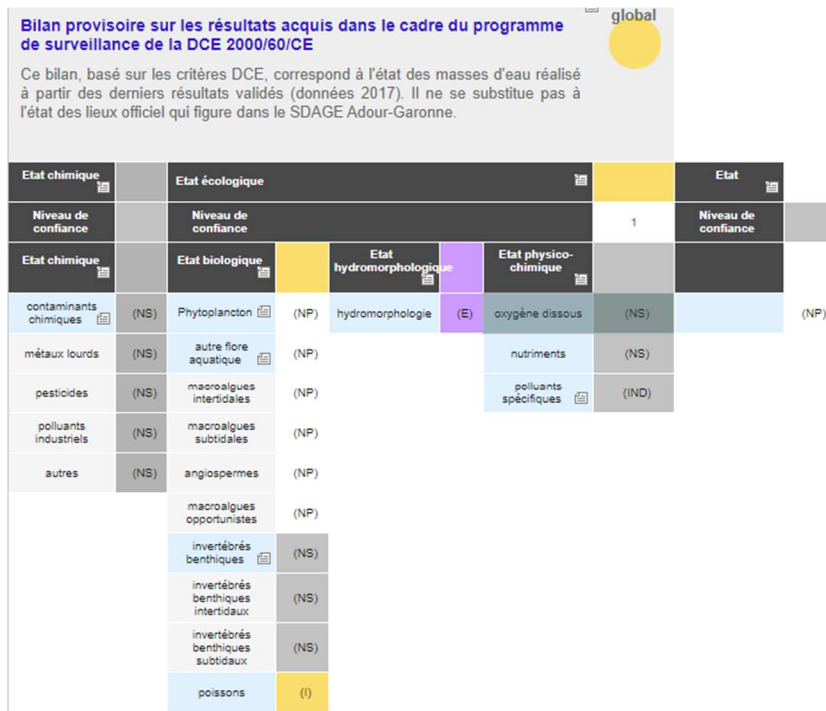 global
Bilan provisoire sur les résultats acquis dans le cadre du programme
de surveillance de la DCE 2000/60/CE
Ce bilan, basé sur les critères DCE, correspond à l'état des masses d'eau réalisé
à partir des derniers résultats validés (données 2017). Il ne se substitue pas à
l'état des lieux officiel qui figure dans le SDAGE Adour-Garonne.
Etat chimique Etat écologique Etat
Niveau de confiance Niveau de confiance 1 Niveau de confiance
Etat chimique Etat biologique Etat hydromorphologique Etat physico-chimique
contaminants chimiques (NS) Phytoplancton (NP) hydromorphologie (E) oxygène dissous (NS) (NP)
métaux lourds (NS) autre flore aquatique (NP) nutriments (NS)
pesticides (NS) macroalgues intertidales (NP) polluants spécifiques (IND)
polluants industriels (NS) macroalgues subtidales (NP)
autres (NS) angiospermes (NP)
macroalgues opportunistes (NP)
invertébrés benthiques (NS)
invertébrés benthiques intertidaux (NS)
invertébrés benthiques subtidaux (NS)
poissons (I)